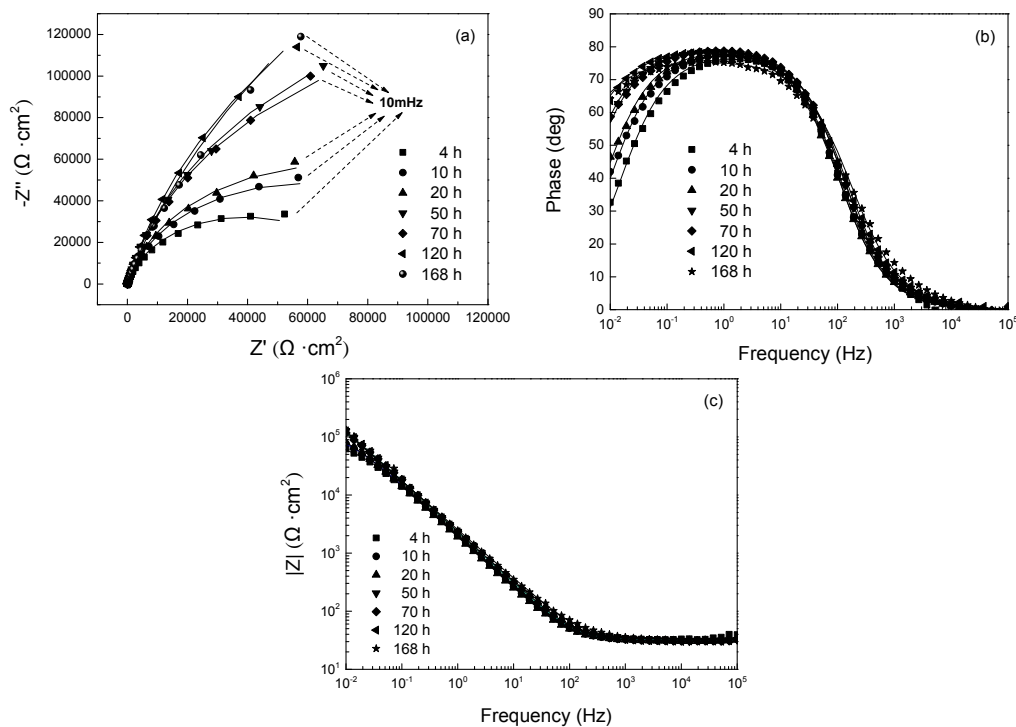 (a)
-Z'' (Ω ·cm²)
120000
100000
80000
60000
40000
20000
0
10mHz
4 h
10 h
20 h
50 h
70 h
120 h
168 h
0 20000 40000 60000 80000 100000 120000
Z' (Ω ·cm²)
(b)
Phase (deg)
90
80
70
60
50
40
30
20
10
0
4 h
10 h
20 h
50 h
70 h
120 h
168 h
10⁻² 10⁻¹ 10⁰ 10¹ 10² 10³ 10⁴ 10⁵
Frequency (Hz)
(c)
|Z| (Ω ·cm²)
10⁶
10⁵
10⁴
10³
10²
10¹
4 h
10 h
20 h
50 h
70 h
120 h
168 h
10⁻² 10⁻¹ 10⁰ 10¹ 10² 10³ 10⁴ 10⁵
Frequency (Hz)